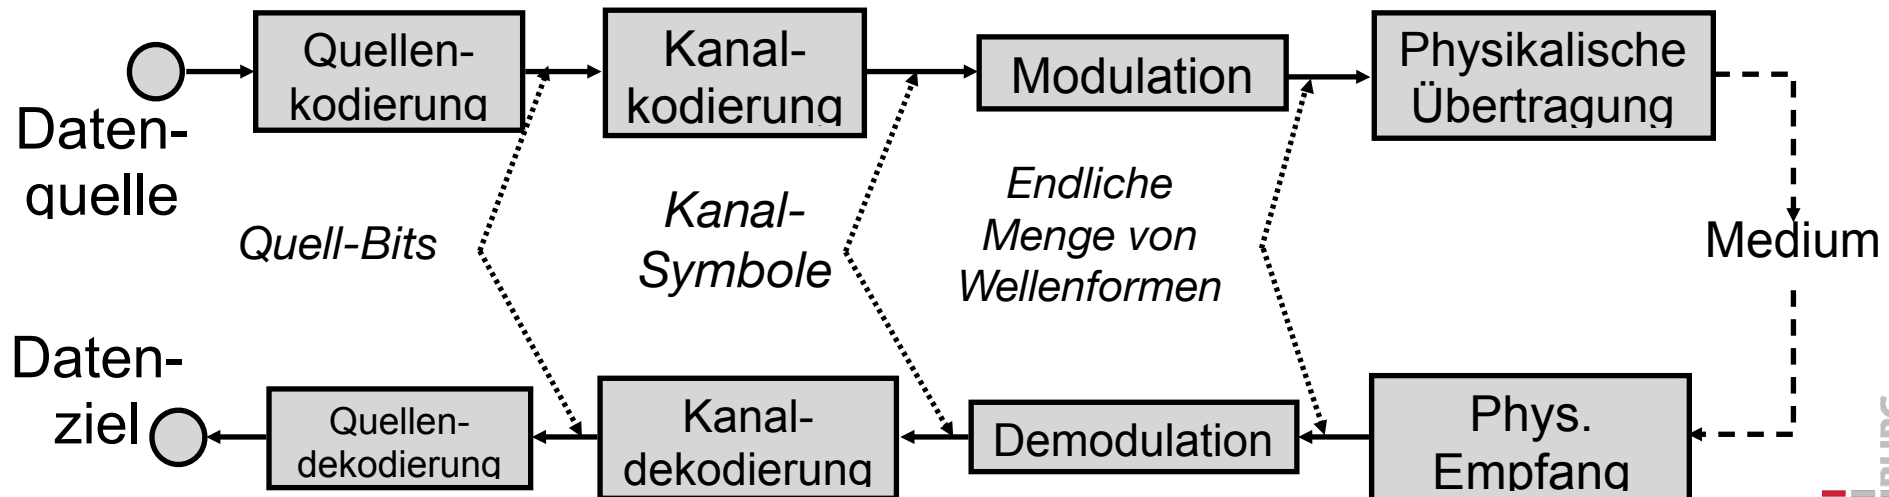 Quellen-
kodierung
Kanal-
kodierung
Modulation
Physikalische
Übertragung
Daten-
quelle
Quell-Bits
Kanal-
Symbole
Endliche
Menge von
Wellenformen
Medium
Daten-
ziel
Quellen-
dekodierung
Kanal-
dekodierung
Demodulation
Phys.
Empfang